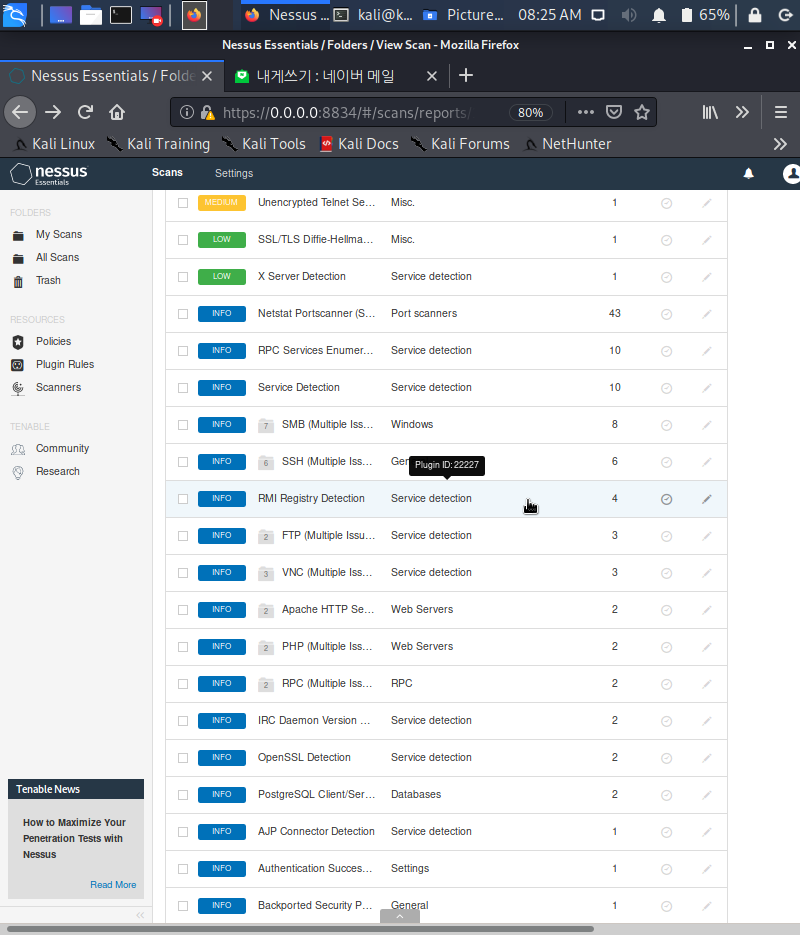 Nessus ... kali@k... Picture... 08:25 AM 65%
Nessus Essentials / Folders / View Scan - Mozilla Firefox
Nessus Essentials / Folde 내게쓰기 : 네이버 메일
https://0.0.0.0:8834/#/scans/reports/ 80%
Kali Linux Kali Training Kali Tools Kali Docs Kali Forums NetHunter
nessus Essentials Scans Settings
FOLDERS
My Scans
All Scans
Trash
RESOURCES
Policies
Plugin Rules
Scanners
TENABLE
Community
Research
MEDIUM Unencrypted Telnet Se... Misc. 1
LOW SSL/TLS Diffie-Hellma... Misc. 1
LOW X Server Detection Service detection 1
INFO Netstat Portscanner (S... Port scanners 43
INFO RPC Services Enumer... Service detection 10
INFO Service Detection Service detection 10
INFO 7 SMB (Multiple Iss... Windows 8
INFO 6 SSH (Multiple Iss... 6
Plugin ID: 22227
INFO RMI Registry Detection Service detection 4
INFO 2 FTP (Multiple Issu... Service detection 3
INFO 3 VNC (Multiple Iss... Service detection 3
INFO 2 Apache HTTP Se... Web Servers 2
INFO 2 PHP (Multiple Iss... Web Servers 2
INFO 2 RPC (Multiple Iss... RPC 2
INFO IRC Daemon Version ... Service detection 2
INFO OpenSSL Detection Service detection 2
INFO PostgreSQL Client/Ser... Databases 2
INFO AJP Connector Detection Service detection 1
INFO Authentication Succes... Settings 1
INFO Backported Security P... General 1
Tenable News
How to Maximize Your
Penetration Tests with
Nessus
Read More